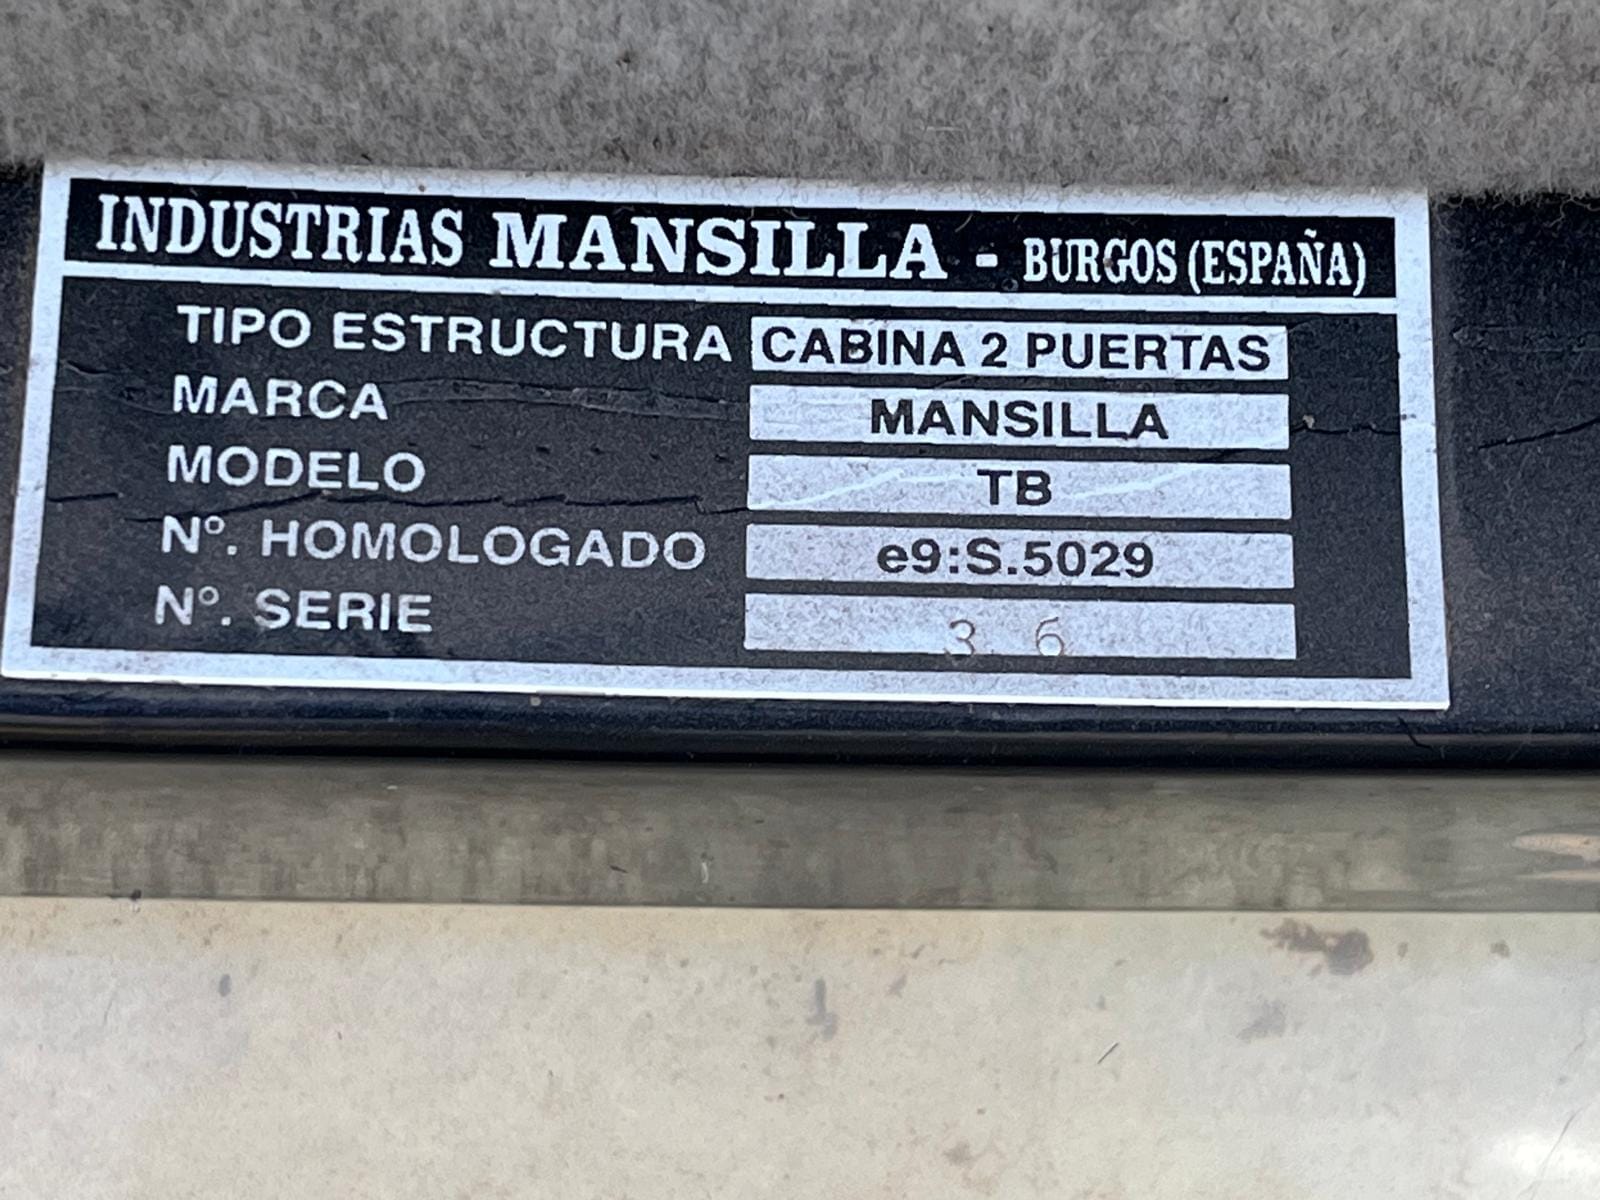 INDUSTRIAS MANSILLA - BURGOS (ESPAÑA)
TIPO ESTRUCTURA CABINA 2 PUERTAS
MARCA MANSILLA
MODELO TB
Nº. HOMOLOGADO e9:S.5029
Nº. SERIE 3 6